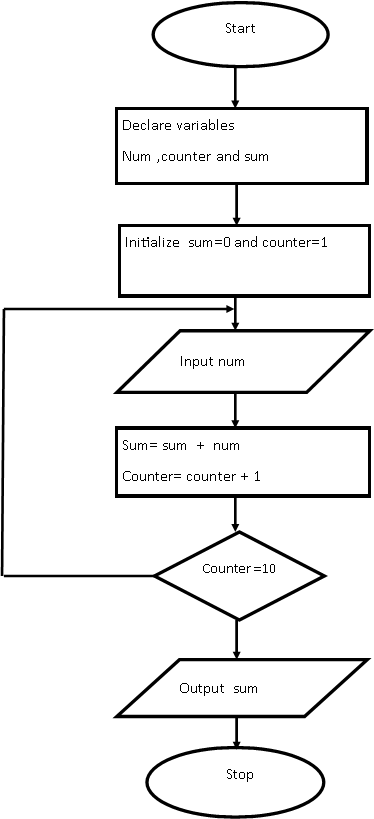 Start
Declare variables
Num ,counter and sum
Initialize sum=0 and counter=1
Input num
Sum= sum + num
Counter= counter + 1
Counter=10
Output sum
Stop